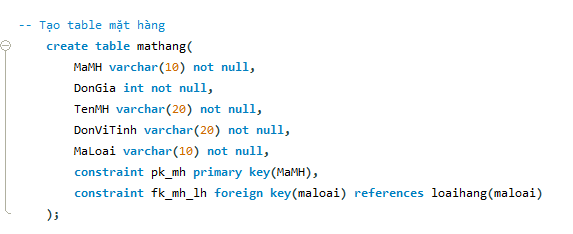 -- Tạo table mặt hàng
create table mathang(
MaMH varchar(10) not null,
DonGia int not null,
TenMH varchar(20) not null,
DonViTinh varchar(20) not null,
MaLoai varchar(10) not null,
constraint pk_mh primary key(MaMH),
constraint fk_mh_lh foreign key(maloai) references loaihang(maloai)
);